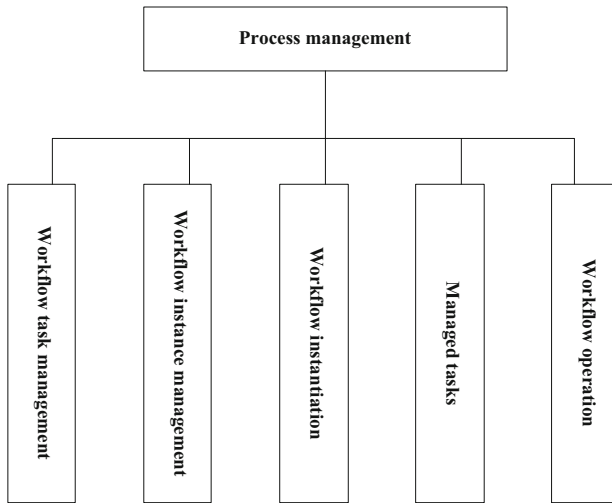 Process management
Workflow task management
Workflow instance management
Workflow instantiation
Managed tasks
Workflow operation